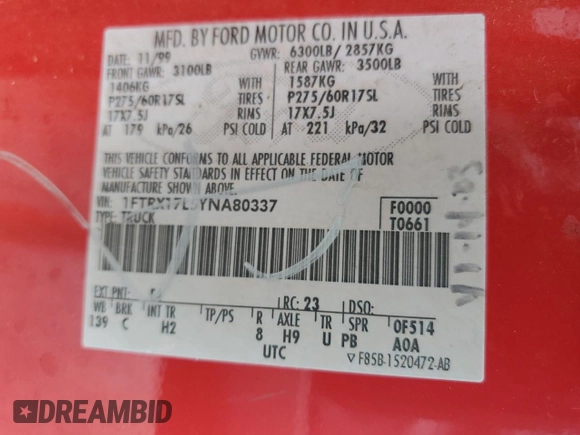 MFD. BY FORD MOTOR CO. IN U.S.A.
DATE: 11/99 GVWR: 6300LB/ 2857KG
FRONT GAWR: 3100LB REAR GAWR: 3500LB
1406KG WITH 1587KG WITH
P275/60R17SL TIRES P275/60R17SL TIRES
17X7.5J RIMS 17X7.5J RIMS
AT 179 kPa/26 PSI COLD AT 221 kPa/32 PSI COLD
THIS VEHICLE CONFORMS TO ALL APPLICABLE FEDERAL MOTOR
VEHICLE SAFETY STANDARDS IN EFFECT ON THE DATE OF
MANUFACTURE SHOWN ABOVE.
VIN: F0000
TYPE: TRUCK T0661
EXT PNT: RC: 23 DSO:
WB BRK INT TR TP/PS R AXLE TR SPR 0F514
139 C H2 8 H9 U PB AOA
UTC F85B-1520472-AB
DREAMBID